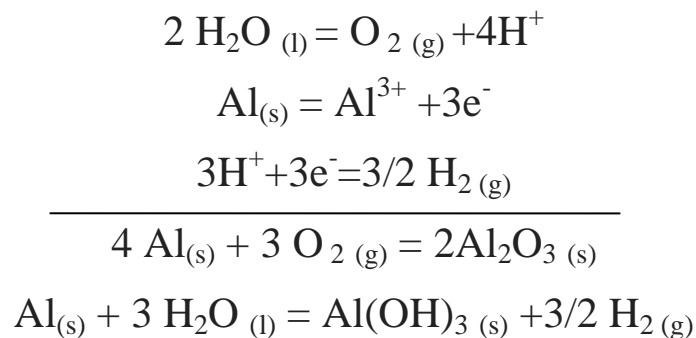 2 H₂O (l) = O₂ (g) +4H⁺
Al(s) = Al³⁺ +3e⁻
3H⁺+3e⁻=3/2 H₂ (g)
4 Al(s) + 3 O₂ (g) = 2Al₂O₃ (s)
Al(s) + 3 H₂O (l) = Al(OH)₃ (s) +3/2 H₂ (g)